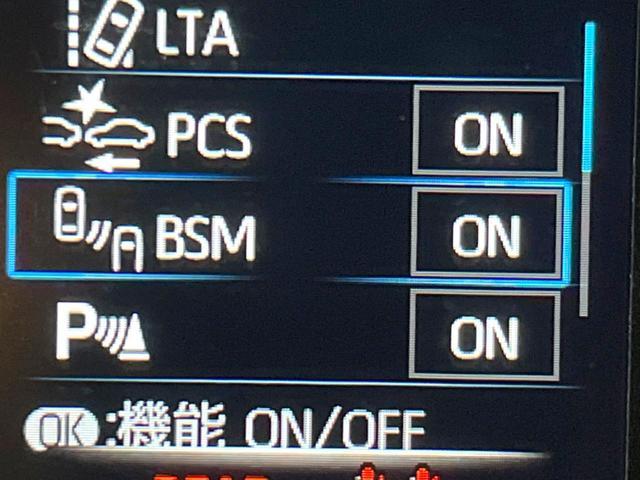 LTA
PCS ON
BSM ON
P ON
OK :機能 ON/OFF